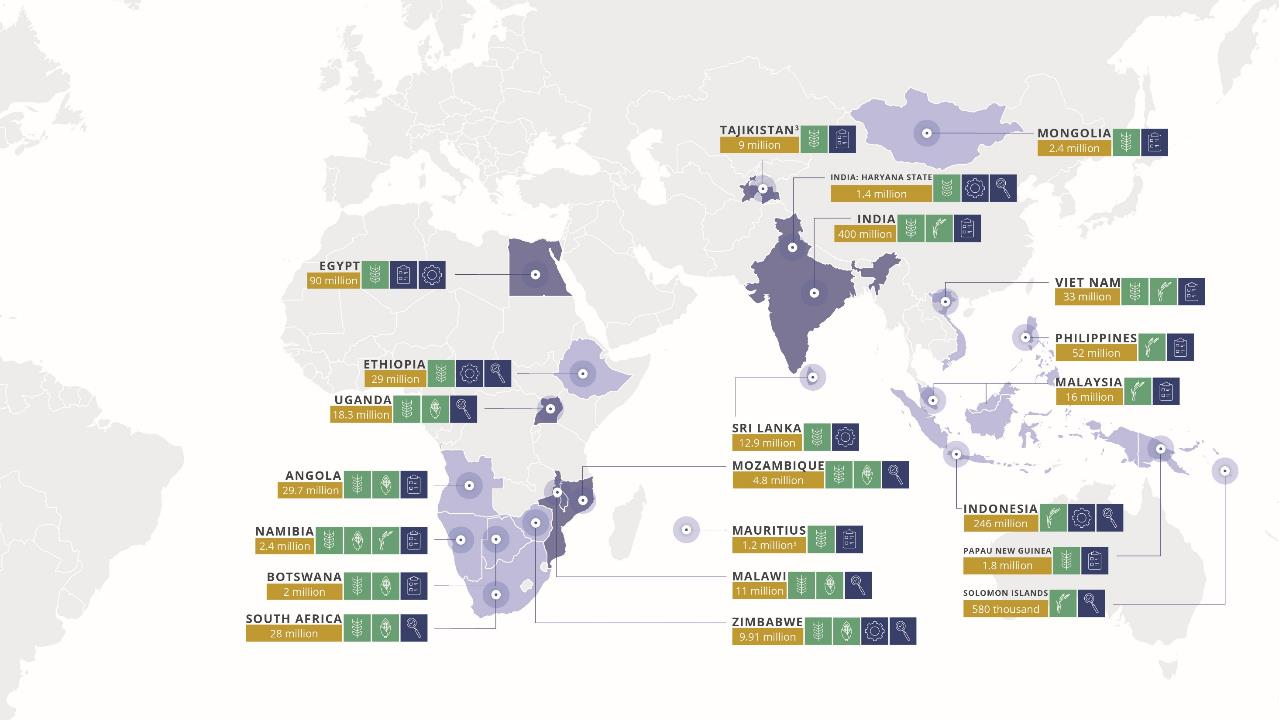 TAJIKISTAN³
9 million
MONGOLIA
2.4 million
INDIA: HARYANA STATE
1.4 million
INDIA
400 million
EGYPT
90 million
VIET NAM
33 million
PHILIPPINES
52 million
ETHIOPIA
29 million
MALAYSIA
16 million
UGANDA
18.3 million
SRI LANKA
12.9 million
MOZAMBIQUE
4.8 million
ANGOLA
29.7 million
INDONESIA
246 million
NAMIBIA
2.4 million
MAURITIUS
1.2 million³
PAPAU NEW GUINEA
1.8 million
BOTSWANA
2 million
MALAWI
11 million
SOLOMON ISLANDS
580 thousand
SOUTH AFRICA
28 million
ZIMBABWE
9.91 million